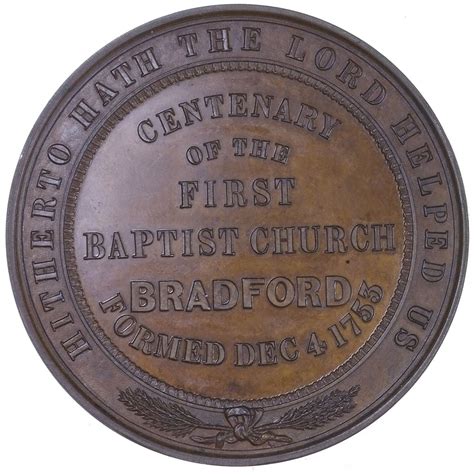 HITHERTO HATH THE LORD HELPED US
CENTENARY
OF THE
FIRST
BAPTIST CHURCH
BRADFORD
FORMED DEC 4 1753